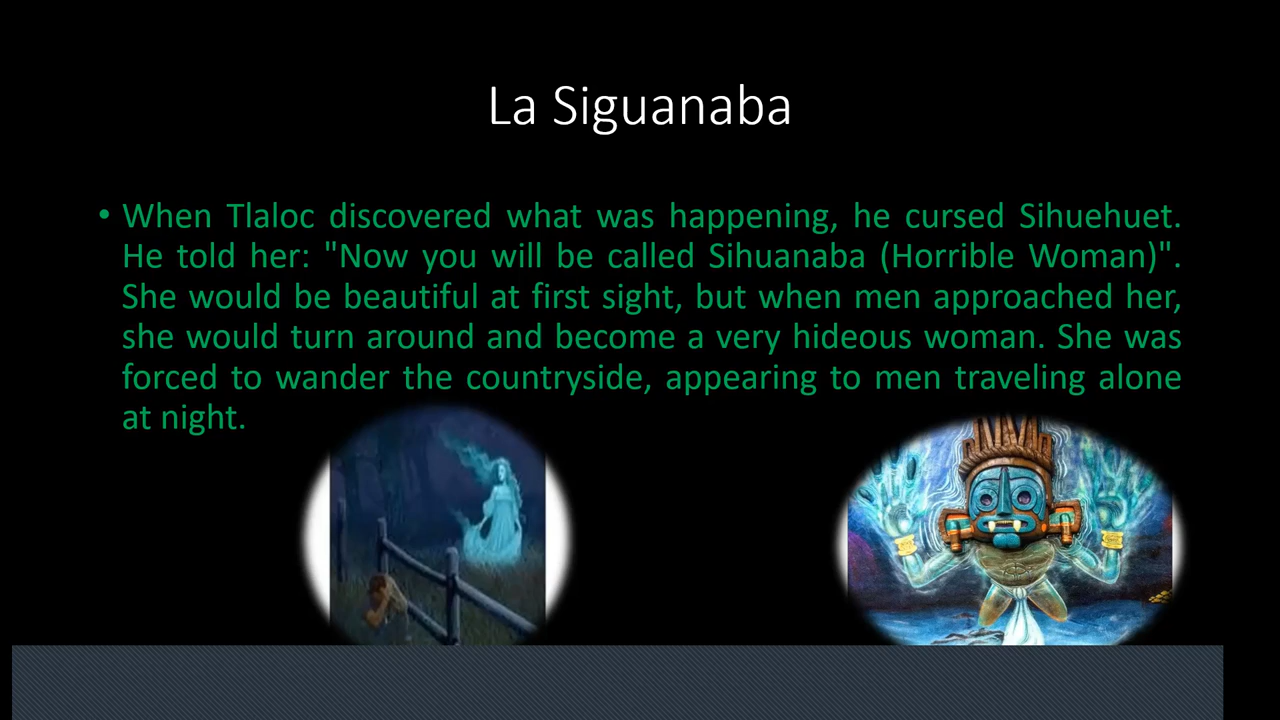 La Siguanaba
• When Tlaloc discovered what was happening, he cursed Sihuehuet.
He told her: "Now you will be called Sihuanaba (Horrible Woman)".
She would be beautiful at first sight, but when men approached her,
she would turn around and become a very hideous woman. She was
forced to wander the countryside, appearing to men traveling alone
at night.